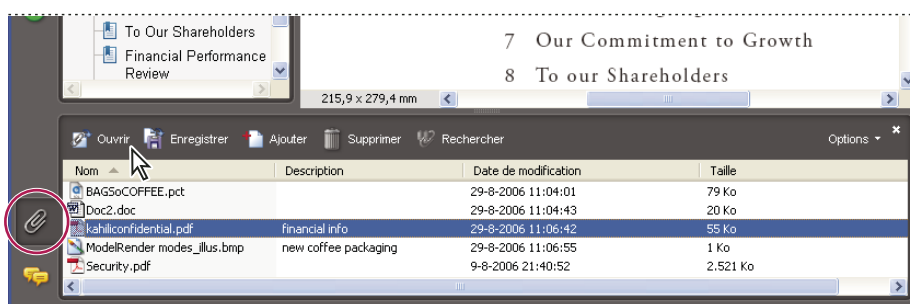 To Our Shareholders
Financial Performance
Review
7 Our Commitment to Growth
8 To our Shareholders
215,9 x 279,4 mm
Ouvrir Enregistrer Ajouter Supprimer Rechercher Options
Nom Description Date de modification Taille
BAGSoCOFFEE.pct 29-8-2006 11:04:01 79 Ko
Doc2.doc 29-8-2006 11:04:43 20 Ko
kahiliconfidential.pdf financial info 29-8-2006 11:06:42 55 Ko
ModelRender modes_illus.bmp new coffee packaging 29-8-2006 11:06:55 1 Ko
Security.pdf 9-8-2006 21:40:52 2.521 Ko